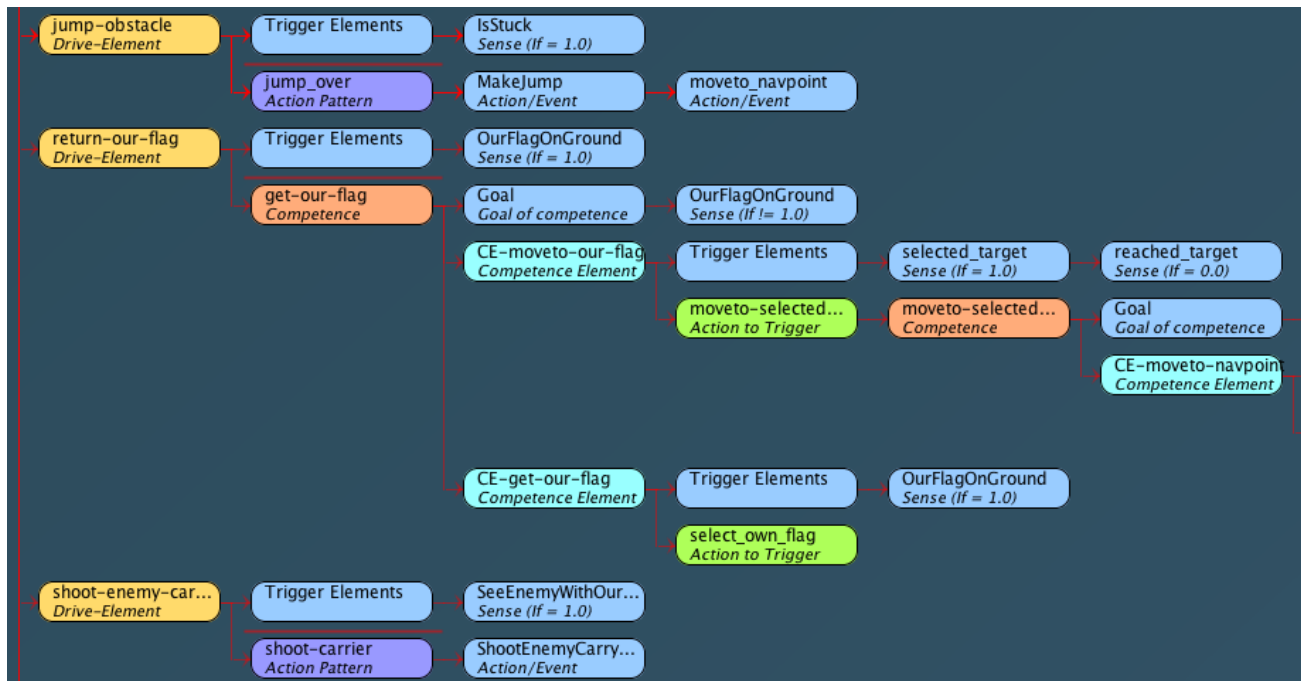 jump-obstacle
Drive-Element
Trigger Elements
IsStuck
Sense (If = 1.0)
jump_over
Action Pattern
MakeJump
Action/Event
moveto_navpoint
Action/Event
return-our-flag
Drive-Element
Trigger Elements
OurFlagOnGround
Sense (If = 1.0)
get-our-flag
Competence
Goal
Goal of competence
OurFlagOnGround
Sense (If != 1.0)
CE-moveto-our-flag
Competence Element
Trigger Elements
selected_target
Sense (If = 1.0)
reached_target
Sense (If = 0.0)
moveto-selected...
Action to Trigger
moveto-selected...
Competence
Goal
Goal of competence
CE-moveto-navpoint
Competence Element
CE-get-our-flag
Competence Element
Trigger Elements
OurFlagOnGround
Sense (If = 1.0)
select_own_flag
Action to Trigger
shoot-enemy-car...
Drive-Element
Trigger Elements
SeeEnemyWithOur...
Sense (If = 1.0)
shoot-carrier
Action Pattern
ShootEnemyCarry...
Action/Event